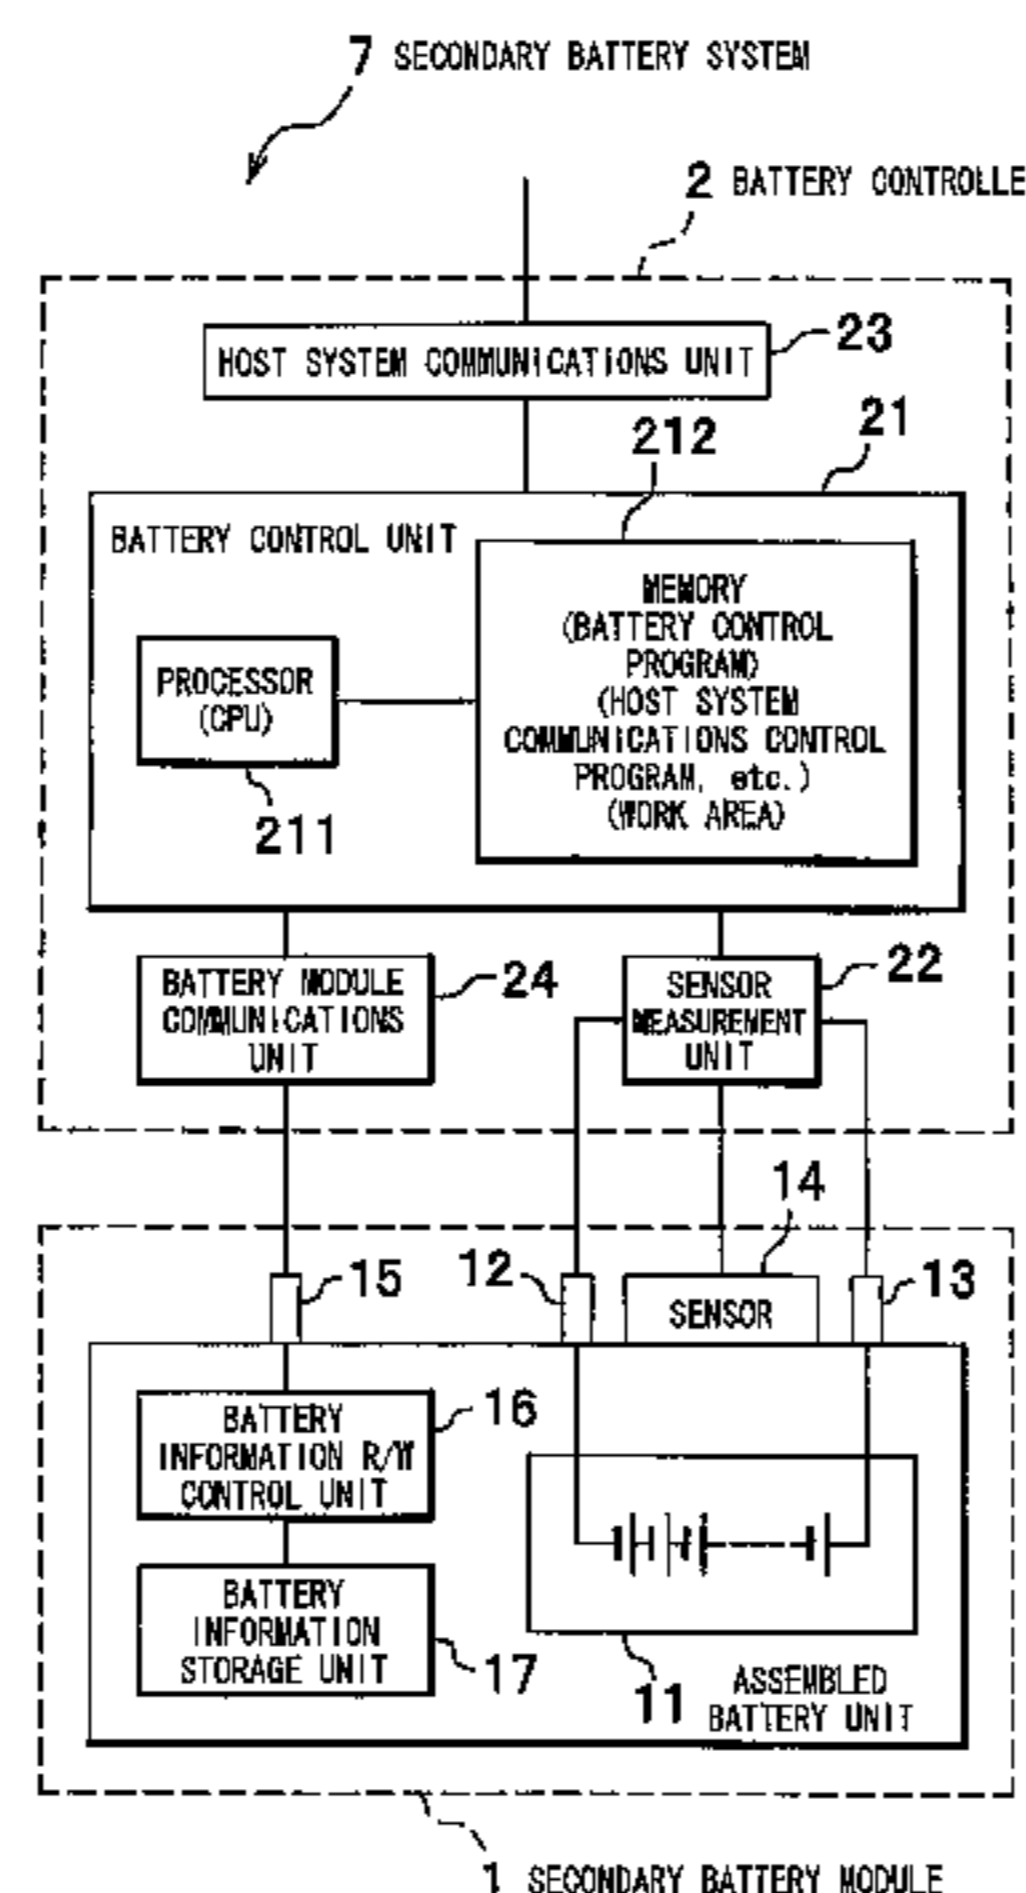 7 SECONDARY BATTERY SYSTEM
2 BATTERY CONTROLLE
23
HOST SYSTEM COMMUNICATIONS UNIT
21
212
BATTERY CONTROL UNIT
MEMORY
(BATTERY CONTROL
PROGRAM)
(HOST SYSTEM
COMMUNICATIONS CONTROL
PROGRAM, etc.)
(WORK AREA)
PROCESSOR
(CPU)
211
BATTERY MODULE
COMMUNICATIONS
UNIT
24
SENSOR
MEASUREMENT
UNIT
22
14
15
12
SENSOR
13
BATTERY
INFORMATION R/W
CONTROL UNIT
16
BATTERY
INFORMATION
STORAGE UNIT
17
11
ASSEMBLED
BATTERY UNIT
1 SECONDARY BATTERY MODULE